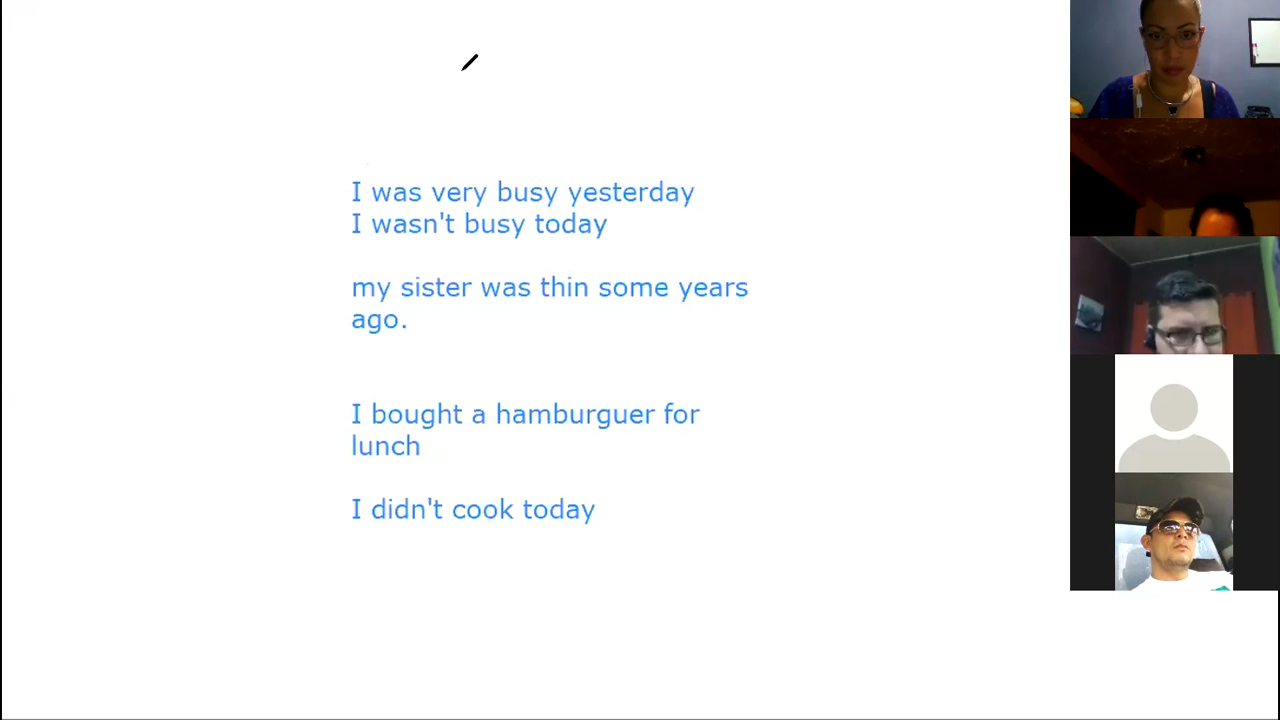 I was very busy yesterday
I wasn't busy today
my sister was thin some years
ago.
I bought a hamburguer for
lunch
I didn't cook today